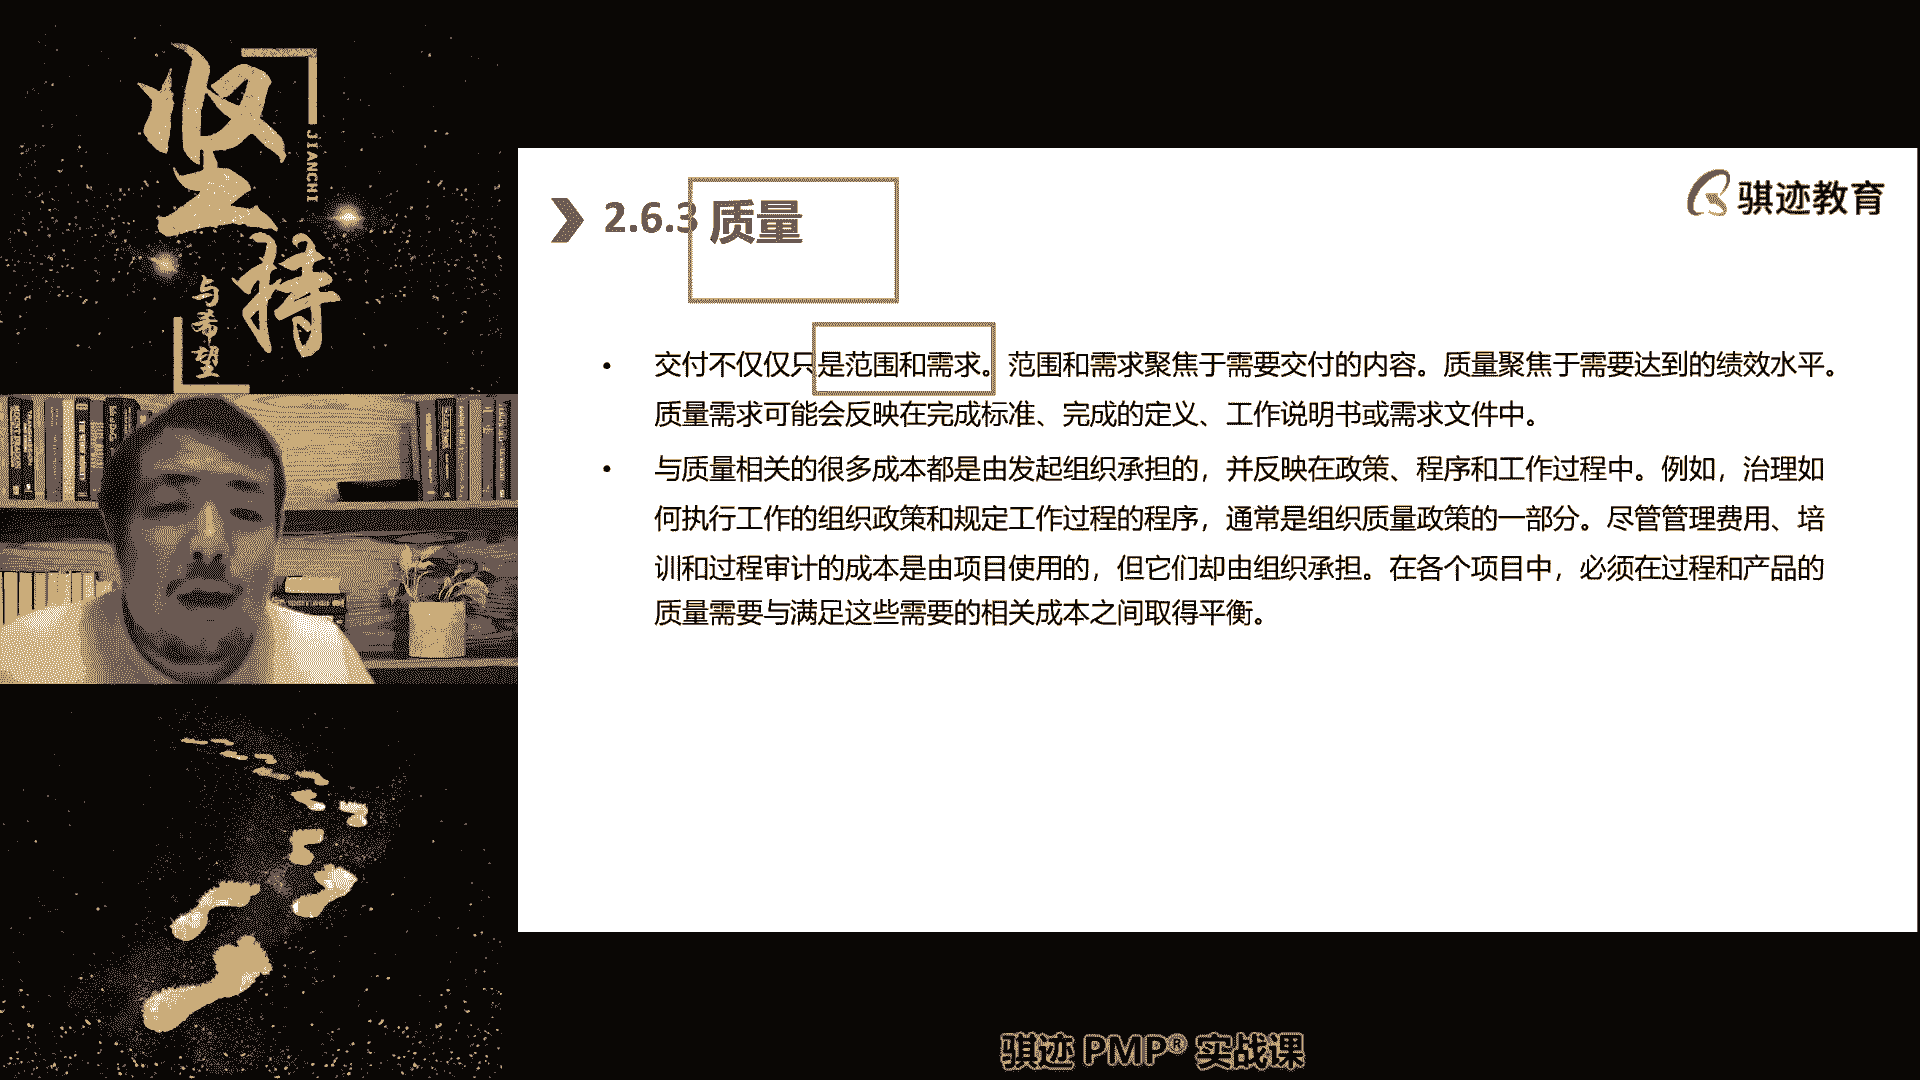 坚持
JIANCHI
与希望
骐迹教育
2.6.3 质量
• 交付不仅仅只是范围和需求。范围和需求聚焦于需要交付的内容。质量聚焦于需要达到的绩效水平。
质量需求可能会反映在完成标准、完成的定义、工作说明书或需求文件中。
• 与质量相关的很多成本都是由发起组织承担的，并反映在政策、程序和工作过程中。例如，治理如
何执行工作的组织政策和规定工作过程的程序，通常是组织质量政策的一部分。尽管管理费用、培
训和过程审计的成本是由项目使用的，但它们却由组织承担。在各个项目中，必须在过程和产品的
质量需要与满足这些需要的相关成本之间取得平衡。
骐迹 PMP® 实战课